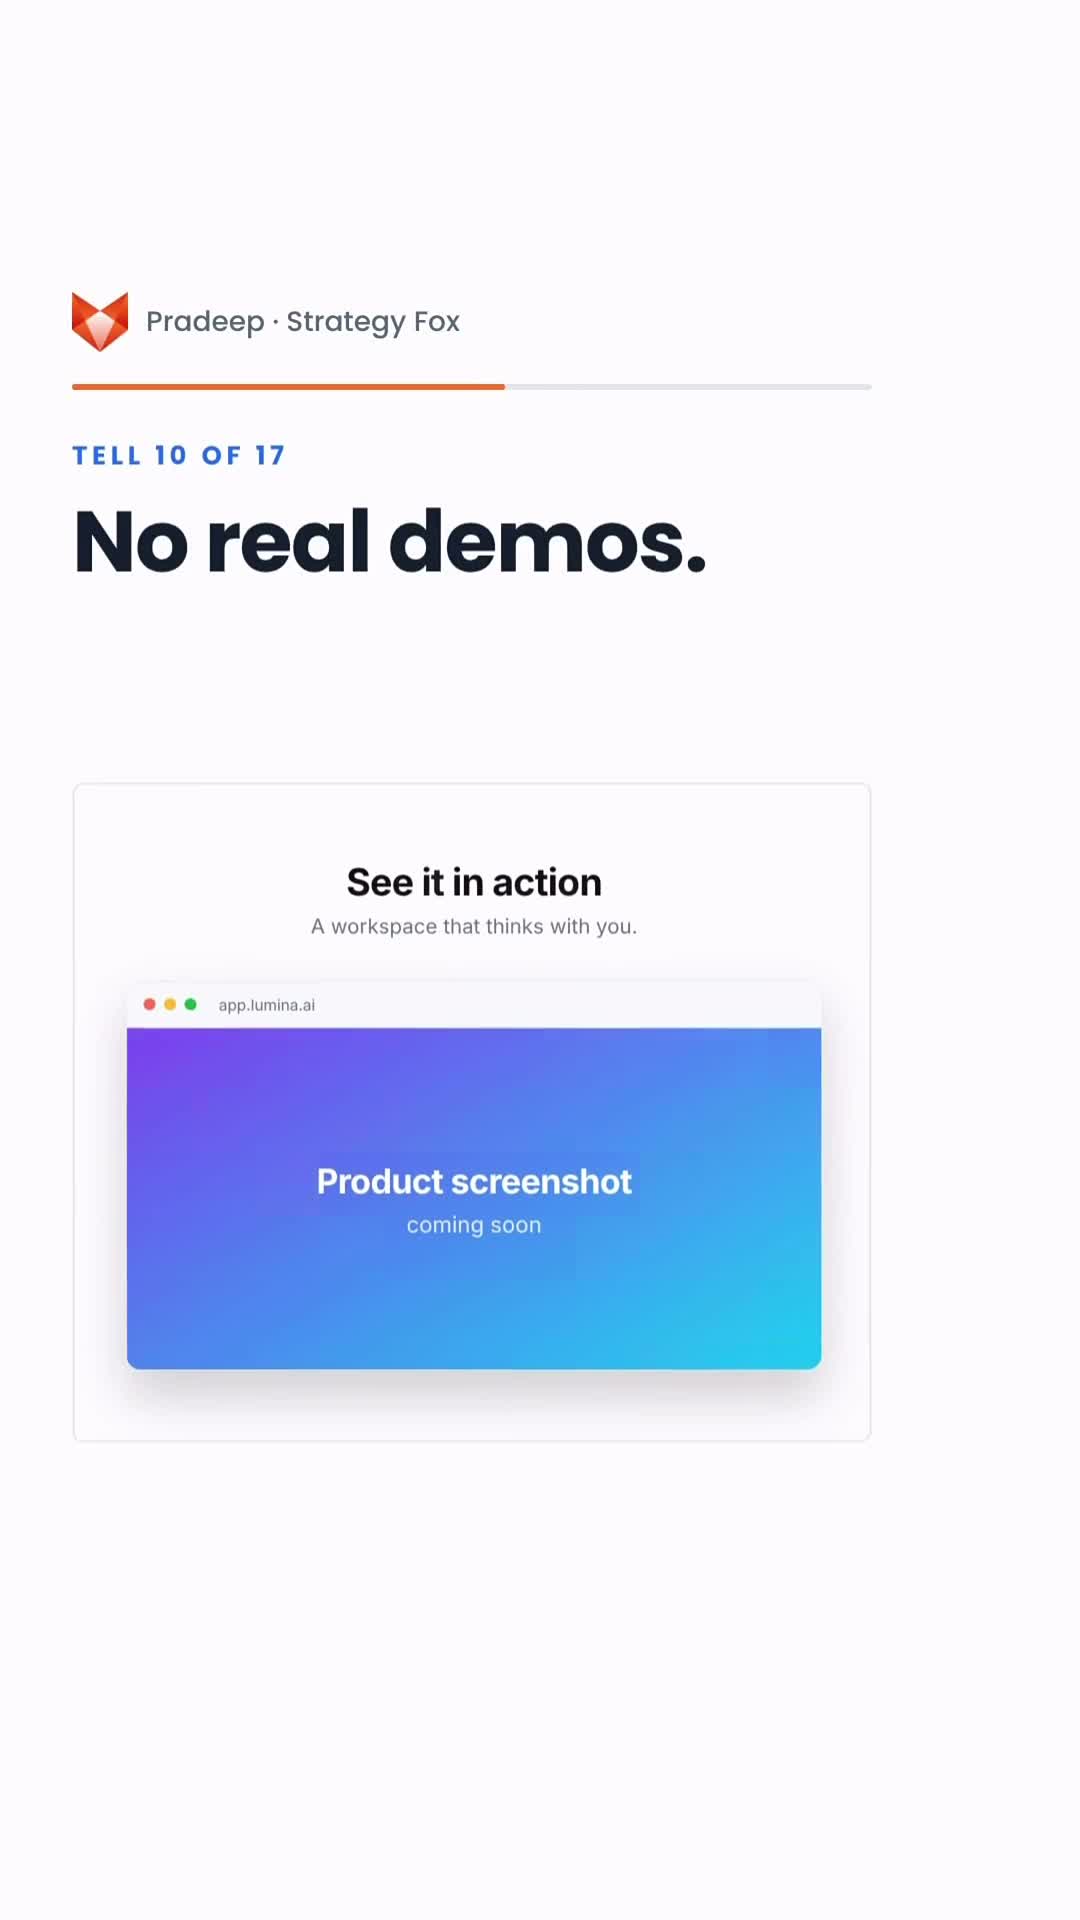 Pradeep · Strategy Fox
TELL 10 OF 17
No real demos.
See it in action
A workspace that thinks with you.
app.lumina.ai
Product screenshot
coming soon